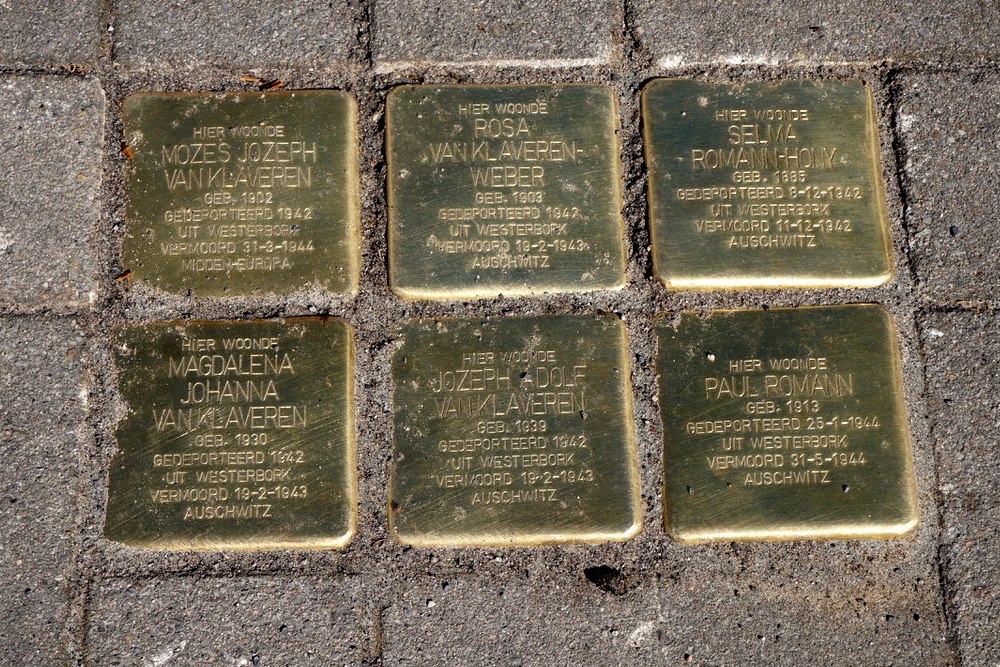 HIER WOONDE
MOZES JOZEPH
VAN KLAVEREN
GEB. 1902
GEDEPORTEERD 1942
UIT WESTERBORK
VERMOORD 31-3-1944
MIDDEN-EUROPA
HIER WOONDE
ROSA
VAN KLAVEREN-
WEBER
GEB. 1903
GEDEPORTEERD 1942
UIT WESTERBORK
VERMOORD 19-2-1943
AUSCHWITZ
HIER WOONDE
SELMA
ROMANN-HONY
GEB. 1885
GEDEPORTEERD 8-12-1942
UIT WESTERBORK
VERMOORD 11-12-1942
AUSCHWITZ
HIER WOONDE
MAGDALENA
JOHANNA
VAN KLAVEREN
GEB. 1930
GEDEPORTEERD 1942
UIT WESTERBORK
VERMOORD 19-2-1943
AUSCHWITZ
HIER WOONDE
JOZEPH ADOLF
VAN KLAVEREN
GEB. 1939
GEDEPORTEERD 1942
UIT WESTERBORK
VERMOORD 19-2-1943
AUSCHWITZ
HIER WOONDE
PAUL ROMANN
GEB. 1913
GEDEPORTEERD 25-1-1944
UIT WESTERBORK
VERMOORD 31-5-1944
AUSCHWITZ